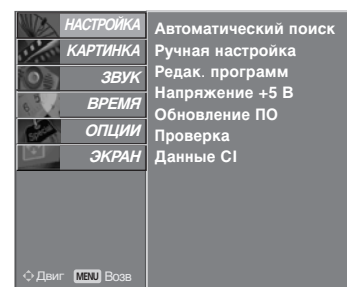 НАСТРОЙКА
КАРТИНКА
ЗВУК
ВРЕМЯ
ОПЦИИ
ЭКРАН
Автоматический поиск
Ручная настройка
Редак. программ
Напряжение +5 В
Обновление ПО
Проверка
Данные CI
Двиг MENU Возв